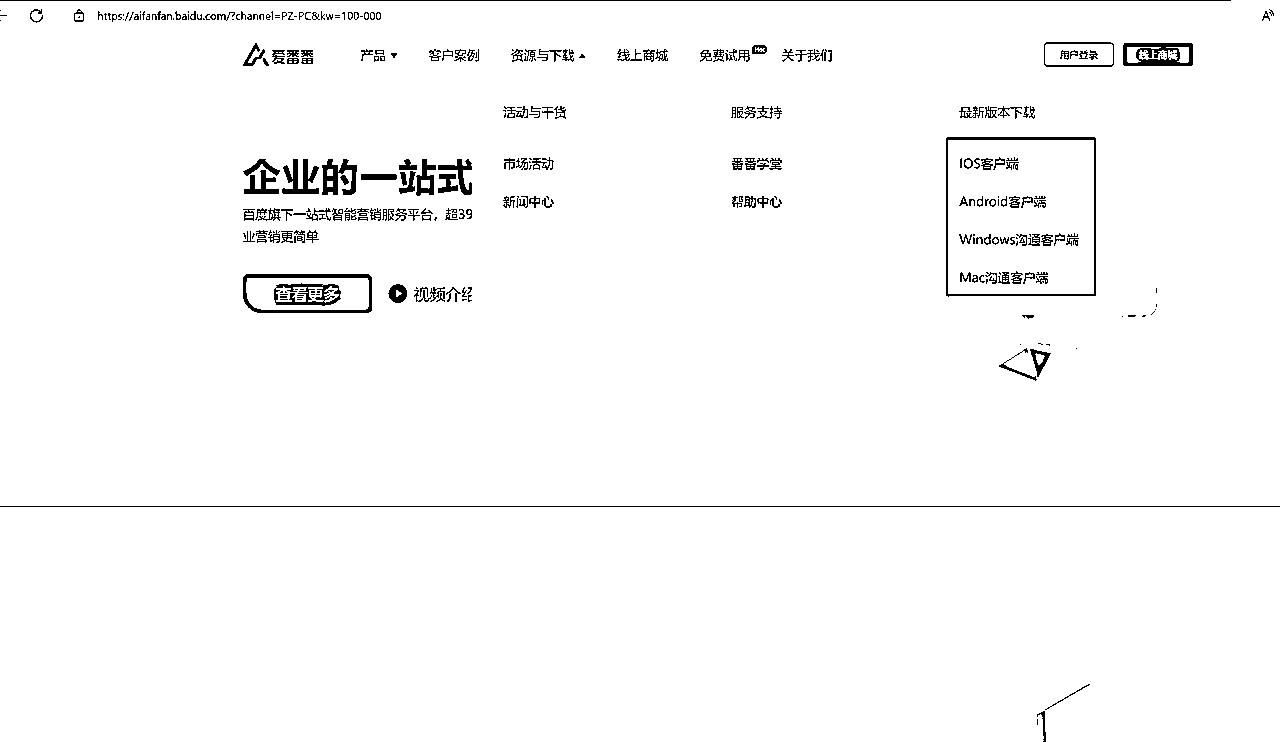 https://aifanfan.baidu.com/?channel=PZ-PC&kw=100-000
爱番番 产品 客户案例 资源与下载 线上商城 免费试用 Hot 关于我们 用户登录 线上商城
活动与干货 服务支持 最新版本下载
市场活动 番番学堂 IOS客户端
新闻中心 帮助中心 Android客户端
Windows沟通客户端
Mac沟通客户端
企业的一站式
百度旗下一站式智能营销服务平台，超39
业营销更简单
查看更多 视频介绍